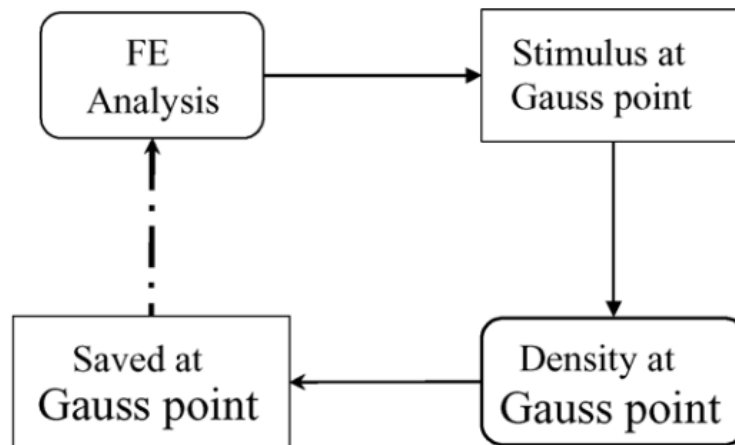 FE
Analysis
Stimulus at
Gauss point
Saved at
Gauss point
Density at
Gauss point